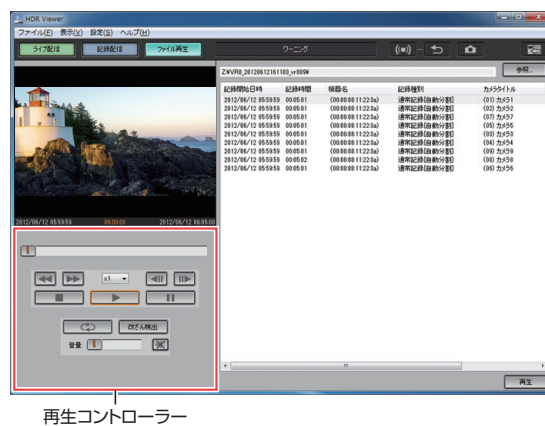 HDR Viewer
ファイル(F) 表示(V) 設定(S) ヘルプ(H)
ライブ配信 記録配信 ファイル再生 ワーニング
Z:¥VR8_20120612161103_vr009¥ 参照...
記録開始日時 記録時間 機器名 記録種別 カメラタイトル
2012/06/12 05:59:59 00:05:01 (00:80:88:11:22:3a) 通常記録[自動分割] (01) カメラ1
2012/06/12 05:59:59 00:05:01 (00:80:88:11:22:3a) 通常記録[自動分割] (02) カメラ2
2012/06/12 05:59:59 00:05:01 (00:80:88:11:22:3a) 通常記録[自動分割] (07) カメラ57
2012/06/12 05:59:59 00:05:01 (00:80:88:11:22:3a) 通常記録[自動分割] (05) カメラ55
2012/06/12 05:59:59 00:05:01 (00:80:88:11:22:3a) 通常記録[自動分割] (03) カメラ3
2012/06/12 05:59:59 00:05:01 (00:80:88:11:22:3a) 通常記録[自動分割] (04) カメラ54
2012/06/12 05:59:59 00:05:01 (00:80:88:11:22:3a) 通常記録[自動分割] カメラ59
2012/06/12 05:59:59 00:05:02 (00:80:88:11:22:3a) 通常記録[自動分割] カメラ58
2012/06/12 05:59:59 00:05:01 (00:80:88:11:22:3a) 通常記録[自動分割] (06) カメラ56
2012/06/12 05:59:59 2012/06/12 06:05:00
x1
改ざん検出
音量
再生
再生コントローラー